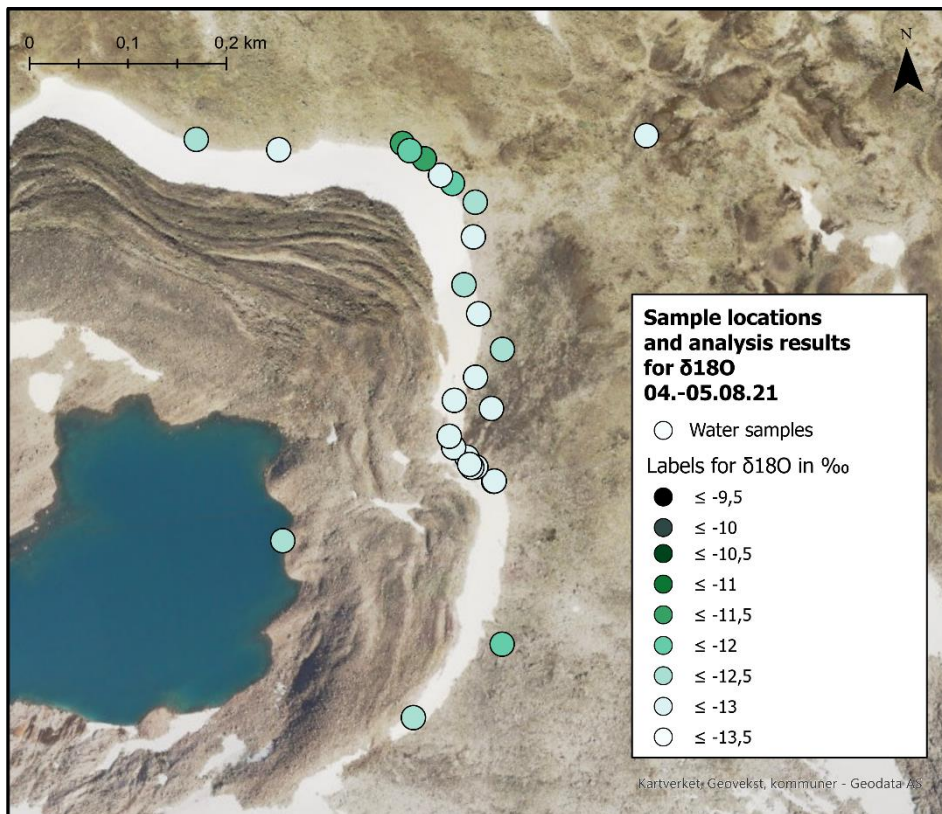 0 0,1 0,2 km
N
Sample locations
and analysis results
for δ18O
04.-05.08.21
Water samples
Labels for δ18O in ‰
≤ -9,5
≤ -10
≤ -10,5
≤ -11
≤ -11,5
≤ -12
≤ -12,5
≤ -13
≤ -13,5
Kartverket, Geovekst, kommuner - Geodata AS